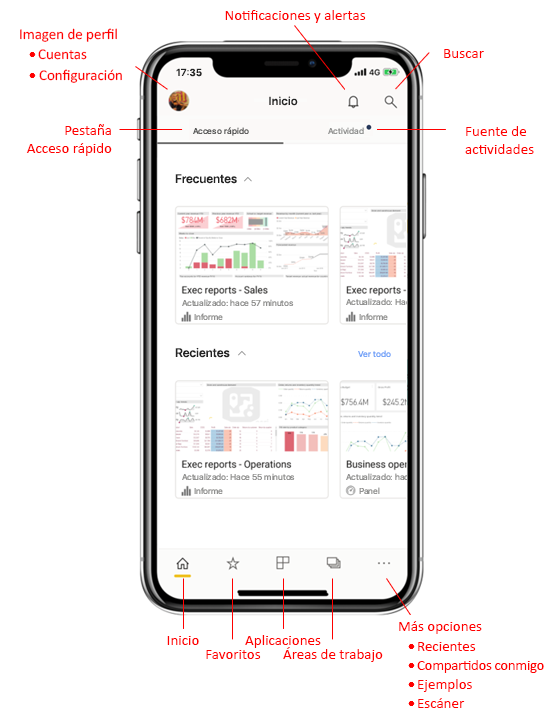 Notificaciones y alertas
Imagen de perfil
• Cuentas
• Configuración
Buscar
17:35
4G
Inicio
Pestaña
Acceso rápido
Acceso rápido
Actividad
Fuente de
actividades
Frecuentes
$784M
$682M
Exec reports - Sales
Actualizado: hace 57 minutos
Informe
Exec reports
Actualizado: Ha
Informe
Recientes
Ver todo
$756.4M
$245.2
Exec reports - Operations
Actualizado: Hace 55 minutos
Informe
Business oper
Actualizado: hac
Panel
Inicio
Favoritos
Aplicaciones
Áreas de trabajo
Más opciones
• Recientes
• Compartidos conmigo
• Ejemplos
• Escáner